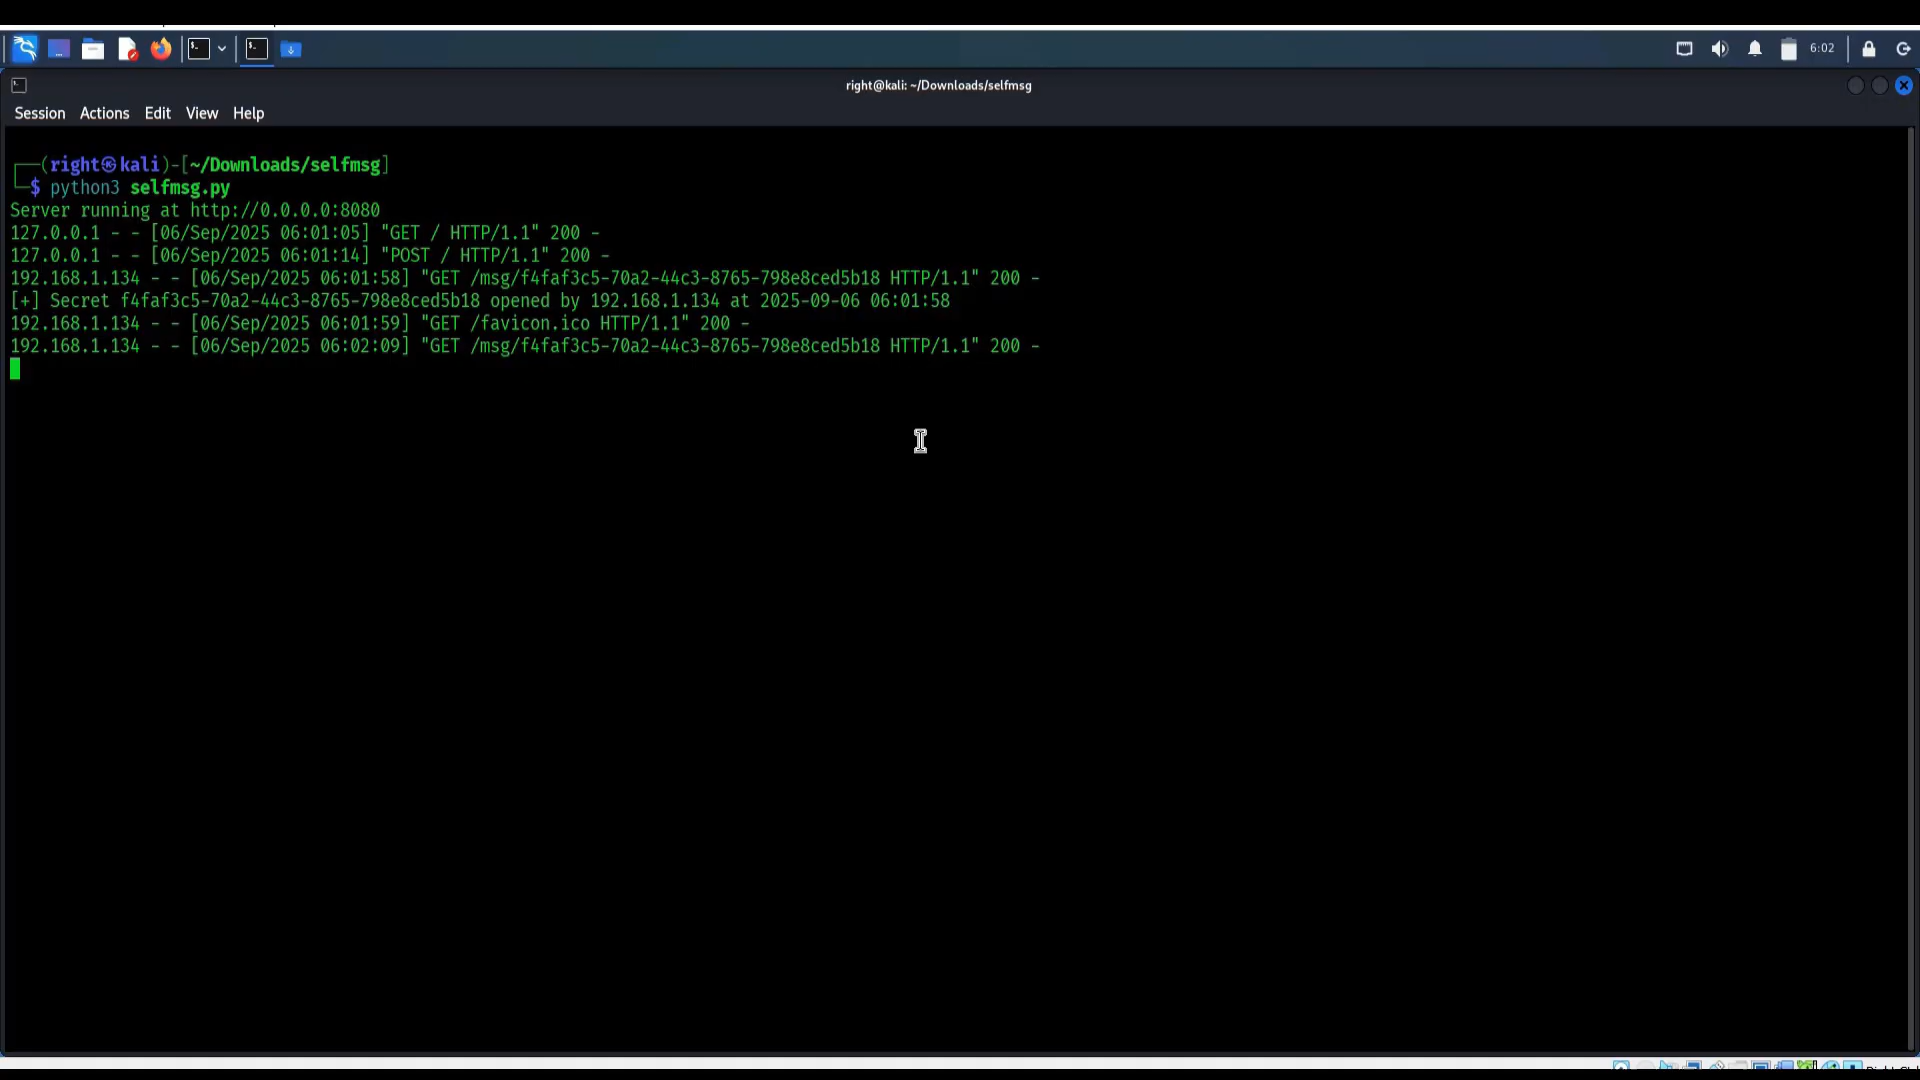 6:02
right@kali: ~/Downloads/selfmsg
Session Actions Edit View Help
┌──(right㉿kali)-[~/Downloads/selfmsg]
└─$ python3 selfmsg.py
Server running at http://0.0.0.0:8080
127.0.0.1 - - [06/Sep/2025 06:01:05] "GET / HTTP/1.1" 200 -
127.0.0.1 - - [06/Sep/2025 06:01:14] "POST / HTTP/1.1" 200 -
192.168.1.134 - - [06/Sep/2025 06:01:58] "GET /msg/f4faf3c5-70a2-44c3-8765-798e8ced5b18 HTTP/1.1" 200 -
[+] Secret f4faf3c5-70a2-44c3-8765-798e8ced5b18 opened by 192.168.1.134 at 2025-09-06 06:01:58
192.168.1.134 - - [06/Sep/2025 06:01:59] "GET /favicon.ico HTTP/1.1" 200 -
192.168.1.134 - - [06/Sep/2025 06:02:09] "GET /msg/f4faf3c5-70a2-44c3-8765-798e8ced5b18 HTTP/1.1" 200 -